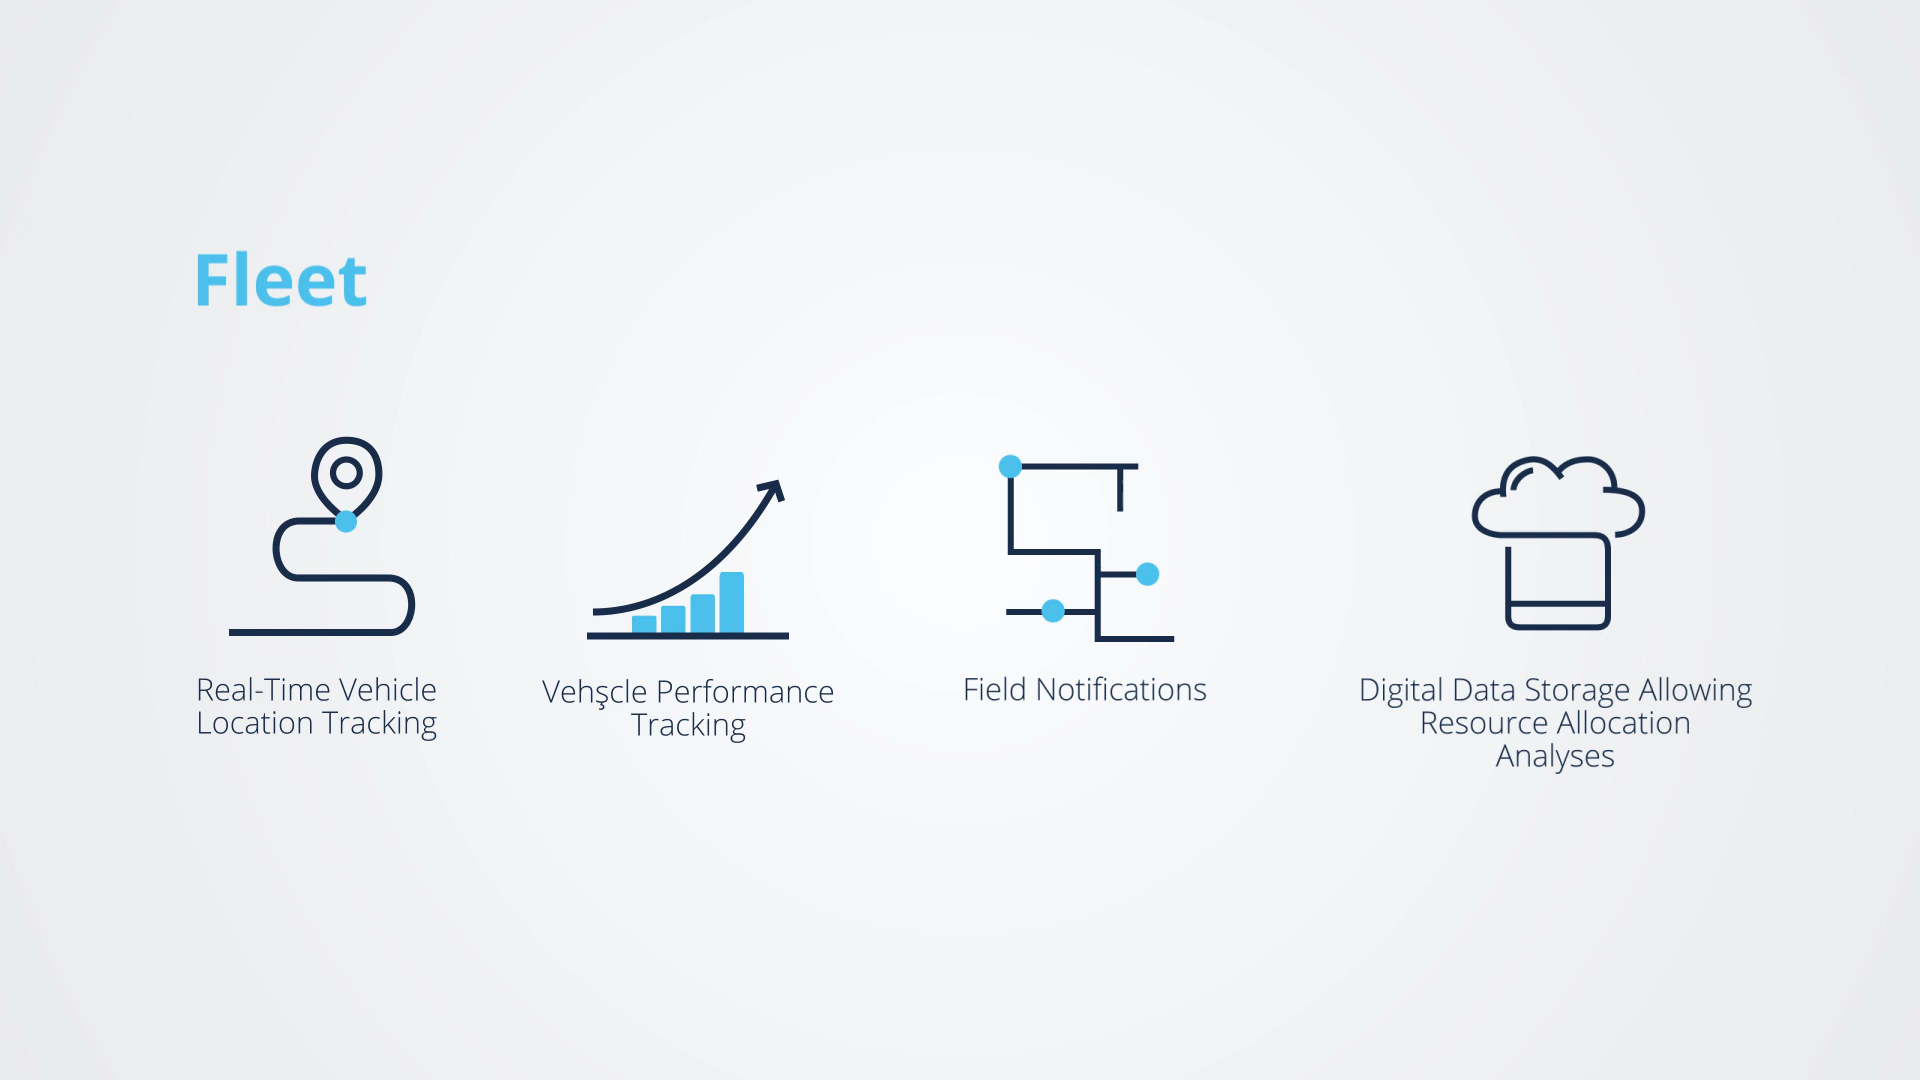 Fleet
Real-Time Vehicle
Location Tracking
Vehşcle Performance
Tracking
Field Notifications
Digital Data Storage Allowing
Resource Allocation
Analyses